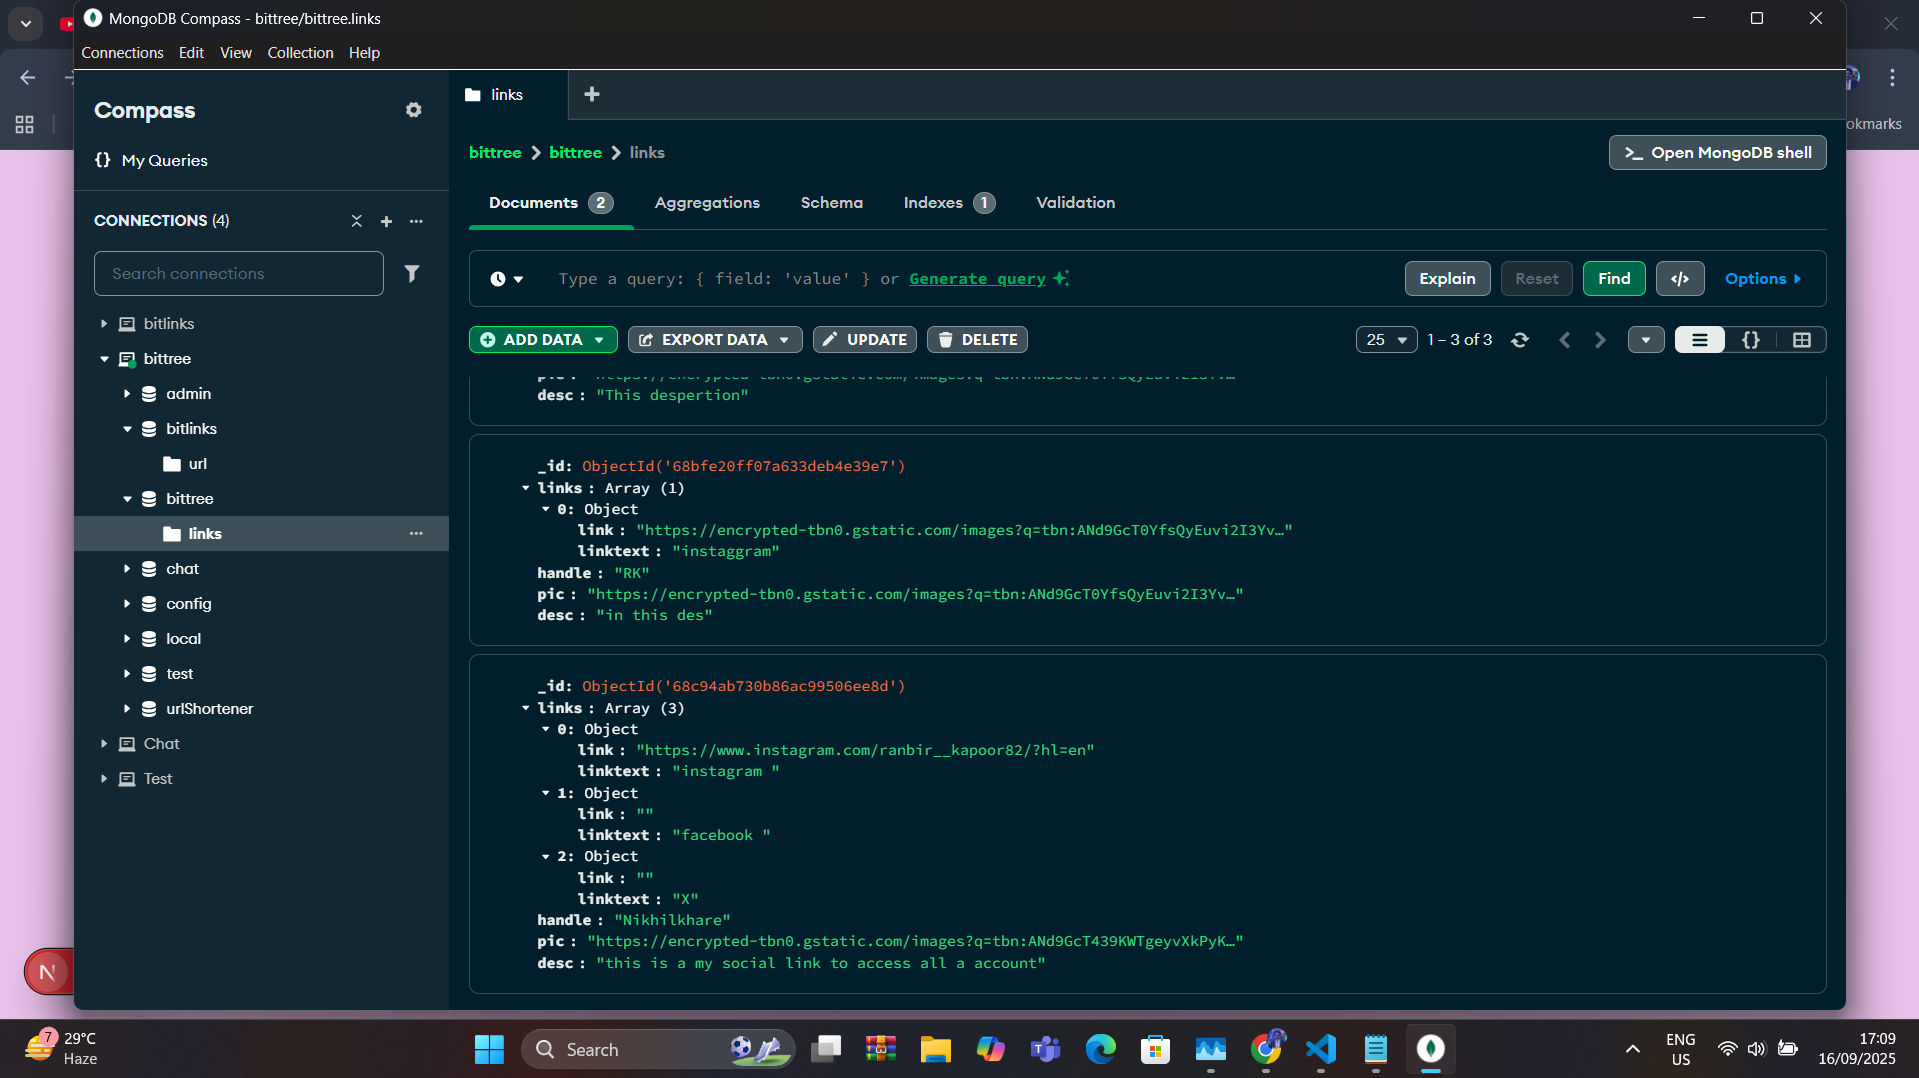 MongoDB Compass - bittree/bittree.links
Connections Edit View Collection Help
Compass
links
My Queries
bittree bittree links
Open MongoDB shell
okmarks
CONNECTIONS (4)
Documents 2 Aggregations Schema Indexes 1 Validation
Search connections
Type a query: { field: 'value' } or Generate query
Explain Reset Find </> Options
bitlinks
bittree
admin
bitlinks
url
bittree
links
chat
config
local
test
urlShortener
Chat
Test
ADD DATA EXPORT DATA UPDATE DELETE
25 1 – 3 of 3
desc : "This despertion"
_id: ObjectId('68bfe20ff07a633deb4e39e7')
links : Array (1)
0: Object
link : "https://encrypted-tbn0.gstatic.com/images?q=tbn:ANd9GcT0YfsQyEuvi2I3Yv…"
linktext : "instaggram"
handle : "RK"
pic : "https://encrypted-tbn0.gstatic.com/images?q=tbn:ANd9GcT0YfsQyEuvi2I3Yv…"
desc : "in this des"
_id: ObjectId('68c94ab730b86ac99506ee8d')
links : Array (3)
0: Object
link : "https://www.instagram.com/ranbir__kapoor82/?hl=en"
linktext : "instagram "
1: Object
link : ""
linktext : "facebook "
2: Object
link : ""
linktext : "X"
handle : "Nikhilkhare"
pic : "https://encrypted-tbn0.gstatic.com/images?q=tbn:ANd9GcT439KWTgeyvXkPyK…"
desc : "this is a my social link to access all a account"
N
7
29°C
Haze
Search
ENG
US
17:09
16/09/2025